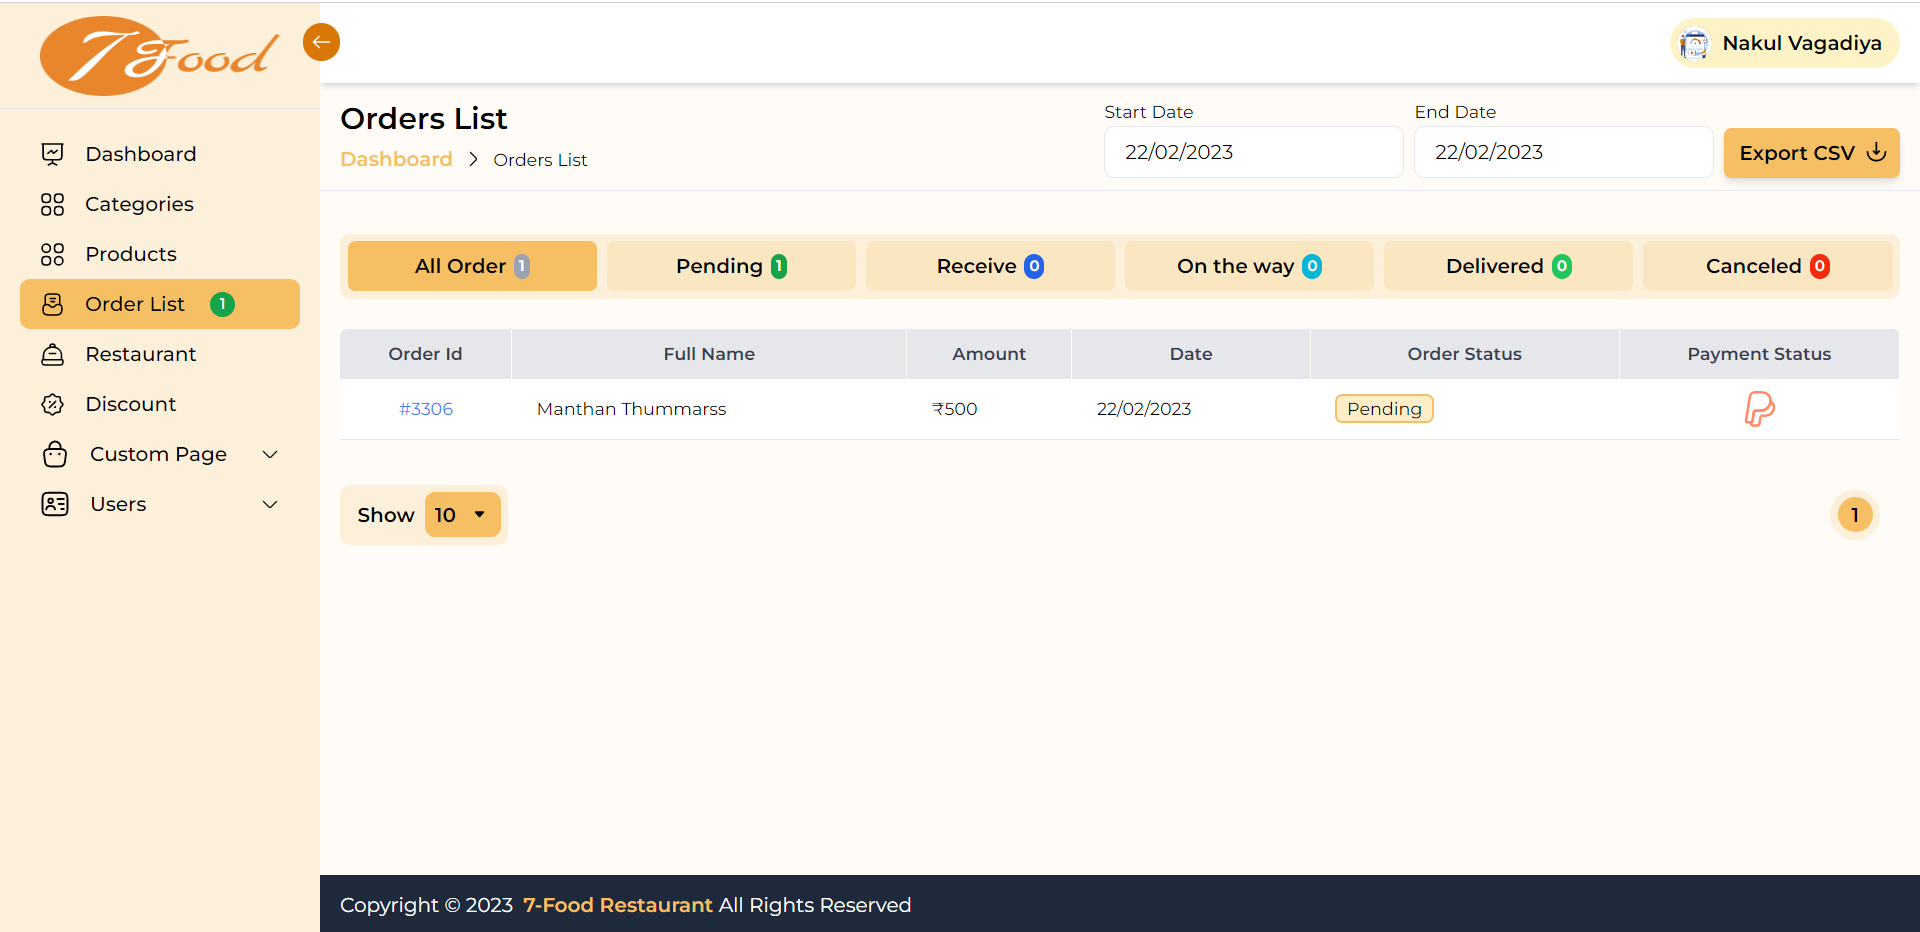 7-Food
Nakul Vagadiya
Dashboard
Categories
Products
Order List 1
Restaurant
Discount
Custom Page
Users
Orders List
Dashboard > Orders List
Start Date
22/02/2023
End Date
22/02/2023
Export CSV
All Order 1
Pending 1
Receive 0
On the way 0
Delivered 0
Canceled 0
Order Id Full Name Amount Date Order Status Payment Status
#3306 Manthan Thummarss ₹500 22/02/2023 Pending
Show 10
1
Copyright © 2023 7-Food Restaurant All Rights Reserved